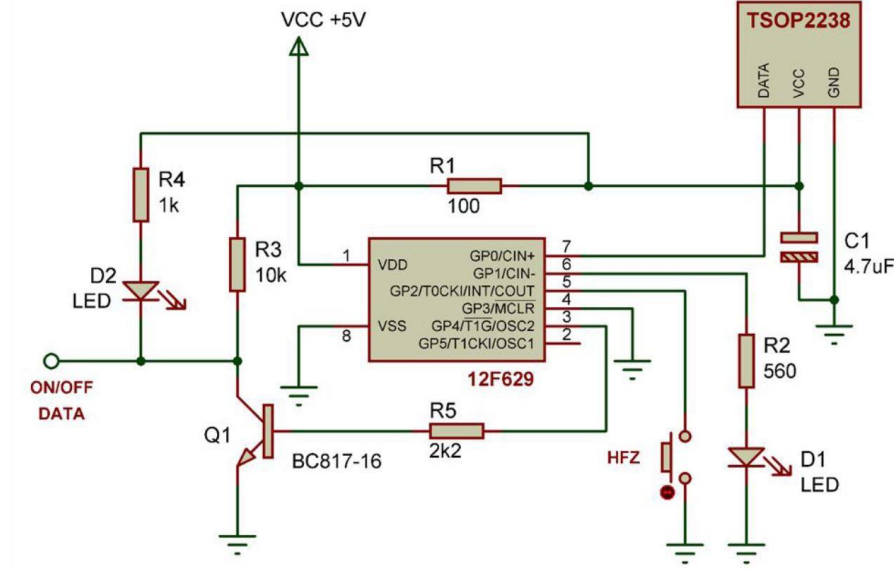 VCC +5V
TSOP2238
DATA
VCC
GND
R4
1k
R1
100
R3
10k
C1
4.7uF
D2
LED
1
VDD
8
VSS
GP0/CIN+
7
GP1/CIN-
6
GP2/T0CKI/INT/COUT
5
GP3/MCLR
4
GP4/T1G/OSC2
3
GP5/T1CKI/OSC1
2
12F629
R2
560
ON/OFF
DATA
Q1
BC817-16
R5
2k2
HFZ
D1
LED